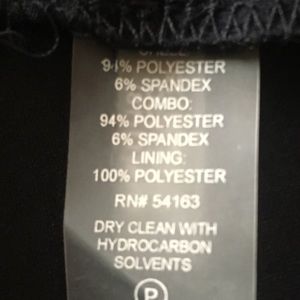 94% POLYESTER
6% SPANDEX
COMBO:
94% POLYESTER
6% SPANDEX
LINING:
100% POLYESTER
RN# 54163
DRY CLEAN WITH
HYDROCARBON
SOLVENTS
P